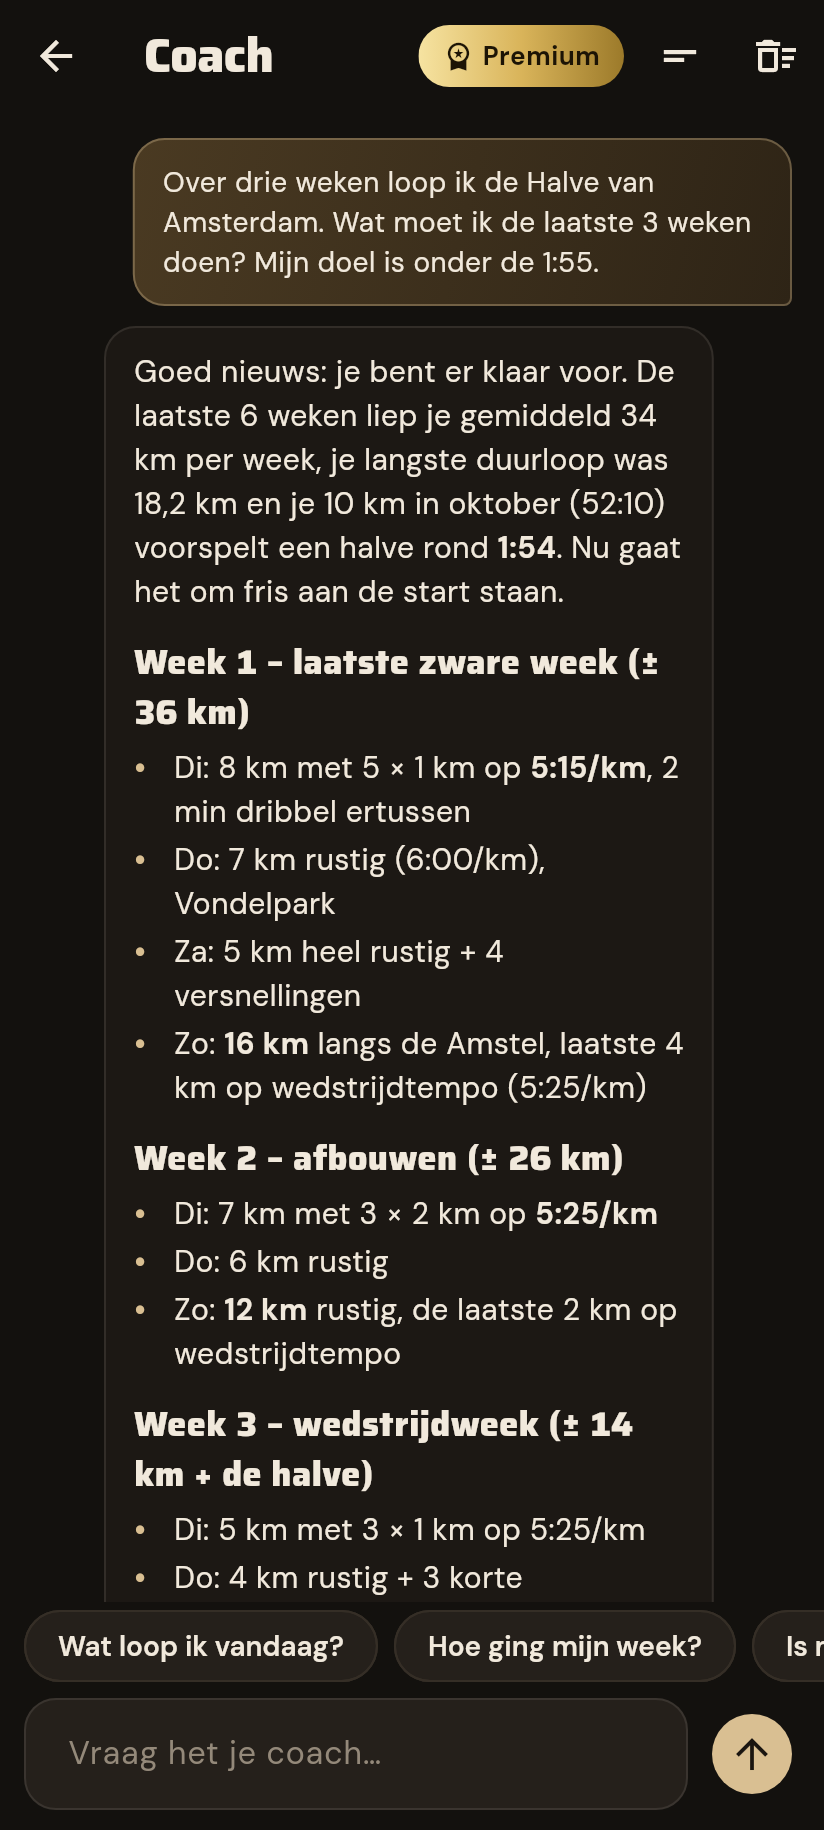 Coach
Premium
Over drie weken loop ik de Halve van
Amsterdam. Wat moet ik de laatste 3 weken
doen? Mijn doel is onder de 1:55.
Goed nieuws: je bent er klaar voor. De
laatste 6 weken liep je gemiddeld 34
km per week, je langste duurloop was
18,2 km en je 10 km in oktober (52:10)
voorspelt een halve rond 1:54. Nu gaat
het om fris aan de start staan.
Week 1 – laatste zware week (±
36 km)
• Di: 8 km met 5 × 1 km op 5:15/km, 2
min dribbel ertussen
• Do: 7 km rustig (6:00/km),
Vondelpark
• Za: 5 km heel rustig + 4
versnellingen
• Zo: 16 km langs de Amstel, laatste 4
km op wedstrijdtempo (5:25/km)
Week 2 – afbouwen (± 26 km)
• Di: 7 km met 3 × 2 km op 5:25/km
• Do: 6 km rustig
• Zo: 12 km rustig, de laatste 2 km op
wedstrijdtempo
Week 3 – wedstrijdweek (± 14
km + de halve)
• Di: 5 km met 3 × 1 km op 5:25/km
• Do: 4 km rustig + 3 korte
Wat loop ik vandaag?
Hoe ging mijn week?
Is
Vraag het je coach...